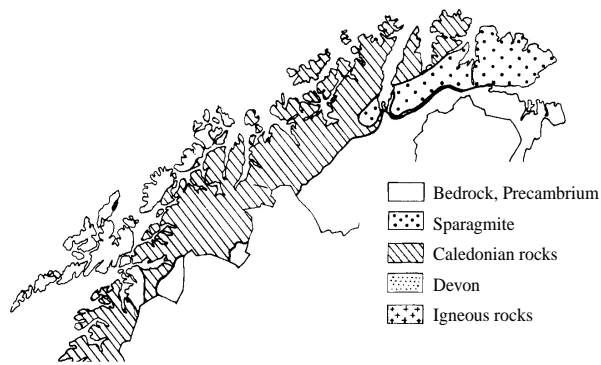 Bedrock, Precambrium
Sparagmite
Caledonian rocks
Devon
Igneous rocks